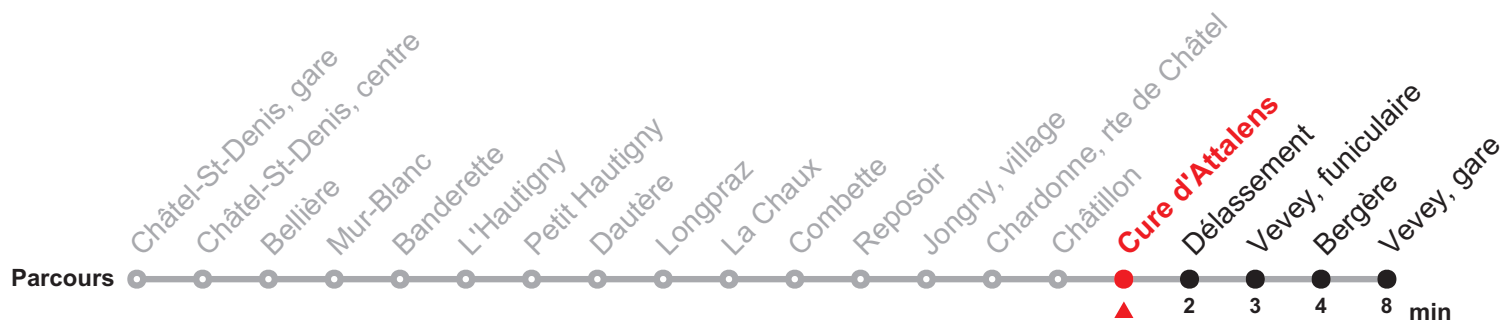 Châtel-St-Denis, gare
Châtel-St-Denis, centre
Bellière
Mur-Blanc
Banderette
L'Hautigny
Petit Hautigny
Dautère
Longpraz
La Chaux
Combette
Reposoir
Jongny, village
Chardonne, rte de Châtel
Châtillon
Cure d'Attalens
Délassement
Vevey, funiculaire
Bergère
Vevey, gare
Parcours
2 3 4 8 min